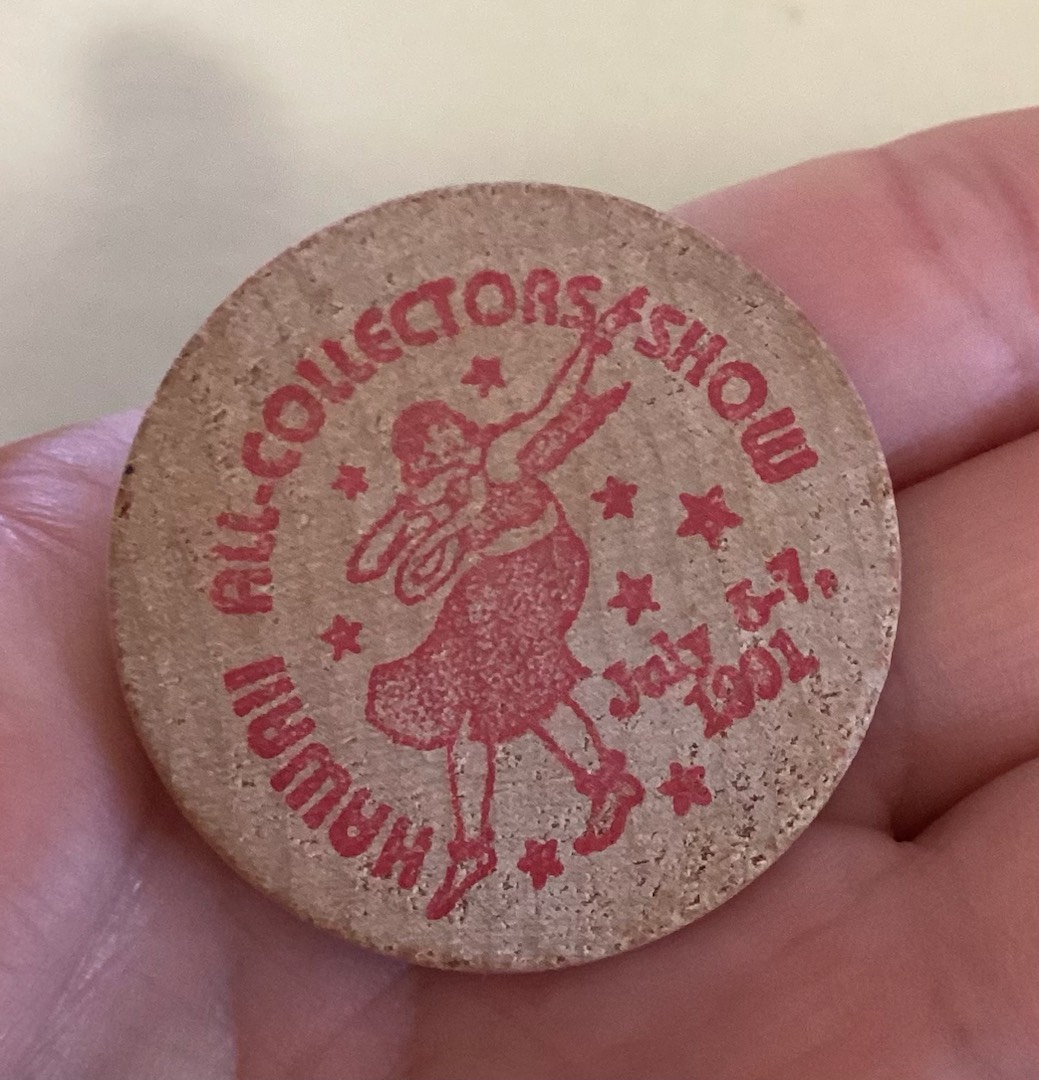 HAWAII ALL-COLLECTORS SHOW
July 5-7,
1991